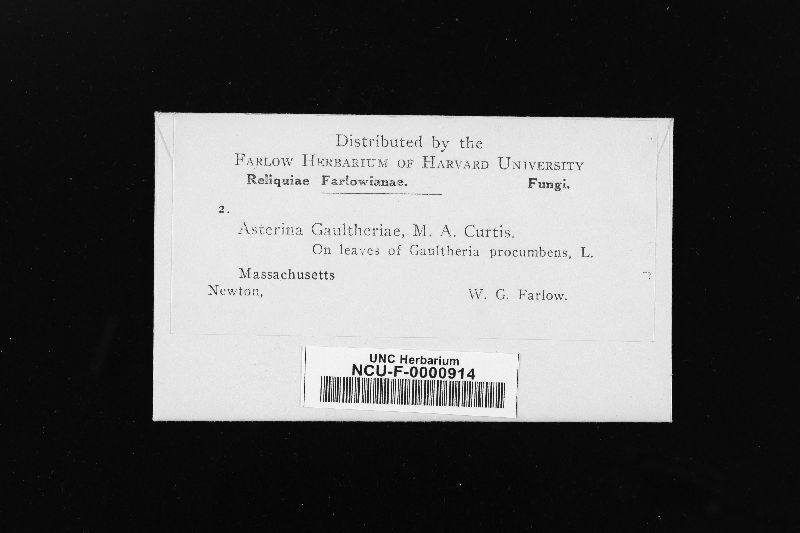 Distributed by the
FARLOW HERBARIUM OF HARVARD UNIVERSITY
Reliquiae Farlowianae. Fungi.
2.
Asterina Gaultheriae, M. A. Curtis.
On leaves of Gaultheria procumbens, L.
Massachusetts
Newton, W. G. Farlow.
UNC Herbarium
NCU-F-0000914